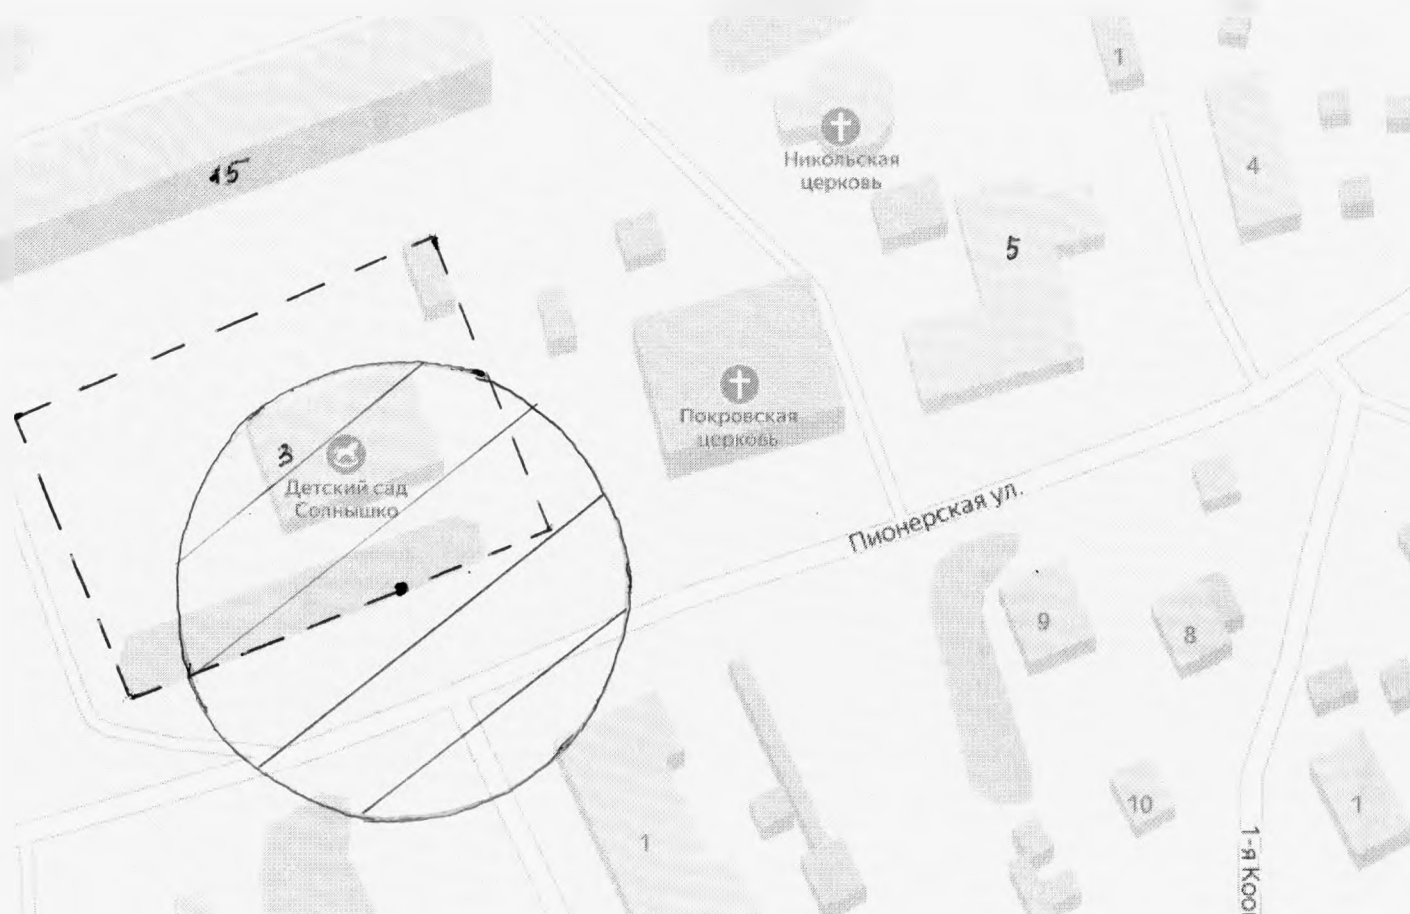 1
15
Никольская
церковь
4
5
Покровская
церковь
3
Детский сад
Солнышко
Пионерская ул.
9
8
10
1
1
1-я Коо